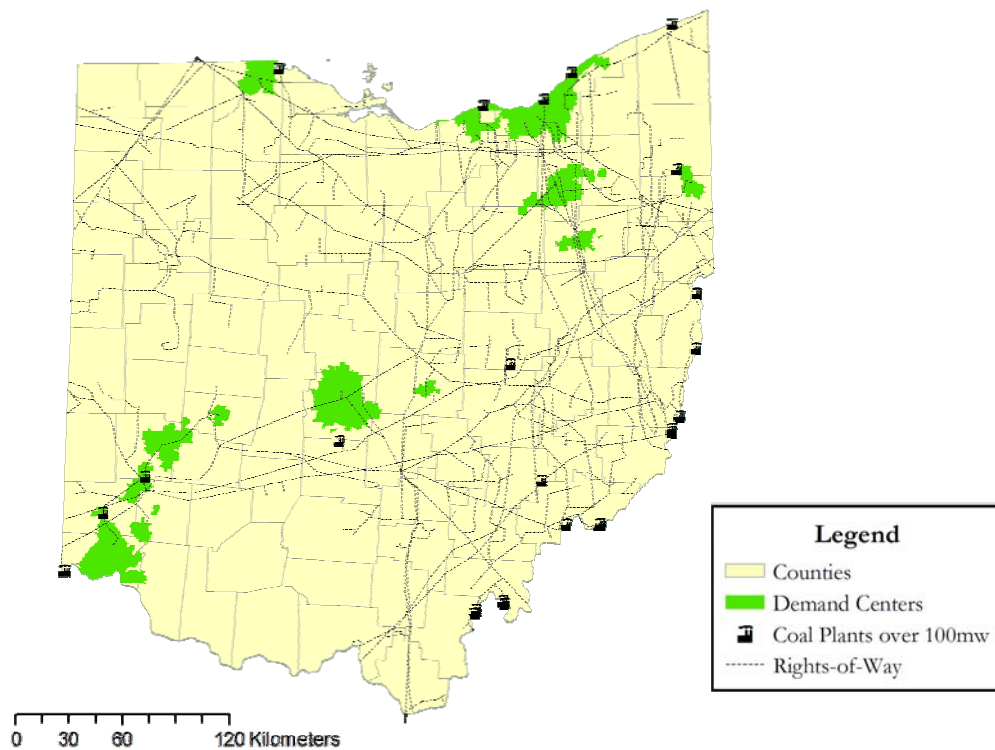 Legend
Counties
Demand Centers
Coal Plants over 100mw
Rights-of-Way
0 30 60 120 Kilometers